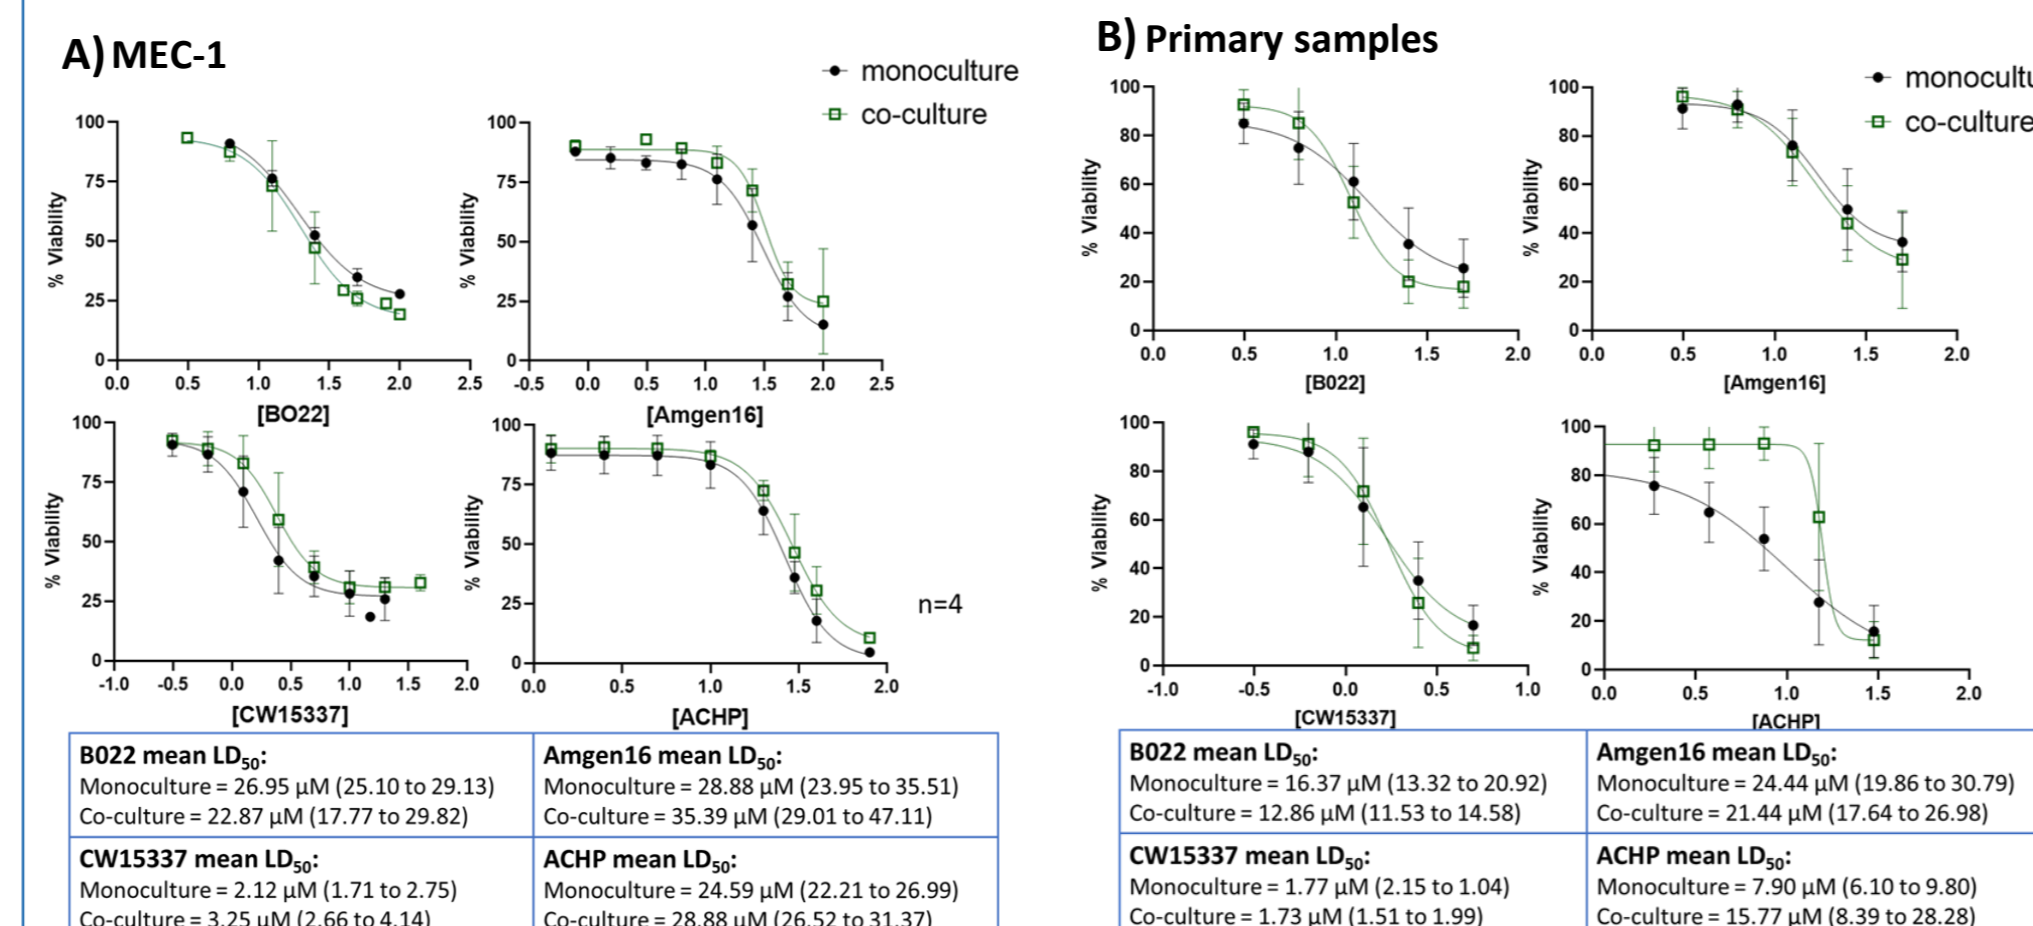 A) MEC-1
monoculture
co-culture
100
75
50
25
0
% Viability
0.0 0.5 1.0 1.5 2.0 2.5
[BO22]
100
75
50
25
0
% Viability
-0.5 0.0 0.5 1.0 1.5 2.0 2.5
[Amgen16]
100
75
50
25
0
% Viability
-1.0 -0.5 0.0 0.5 1.0 1.5 2.0
[CW15337]
100
75
50
25
0
% Viability
0.0 0.5 1.0 1.5 2.0
[ACHP]
n=4
B022 mean LD50:
Monoculture = 26.95 µM (25.10 to 29.13)
Co-culture = 22.87 µM (17.77 to 29.82)
Amgen16 mean LD50:
Monoculture = 28.88 µM (23.95 to 35.51)
Co-culture = 35.39 µM (29.01 to 47.11)
CW15337 mean LD50:
Monoculture = 2.12 µM (1.71 to 2.75)
Co-culture = 3.25 µM (2.66 to 4.14)
ACHP mean LD50:
Monoculture = 24.59 µM (22.21 to 26.99)
Co-culture = 28.88 µM (26.52 to 31.37)
B) Primary samples
monocultu
co-culture
100
80
60
40
20
0
% Viability
0.0 0.5 1.0 1.5 2.0
[B022]
100
80
60
40
20
0
% Viability
0.0 0.5 1.0 1.5 2.0
[Amgen16]
100
80
60
40
20
0
% Viability
-1.0 -0.5 0.0 0.5 1.0
[CW15337]
100
80
60
40
20
0
% Viability
0.0 0.5 1.0 1.5 2.0
[ACHP]
B022 mean LD50:
Monoculture = 16.37 µM (13.32 to 20.92)
Co-culture = 12.86 µM (11.53 to 14.58)
Amgen16 mean LD50:
Monoculture = 24.44 µM (19.86 to 30.79)
Co-culture = 21.44 µM (17.64 to 26.98)
CW15337 mean LD50:
Monoculture = 1.77 µM (2.15 to 1.04)
Co-culture = 1.73 µM (1.51 to 1.99)
ACHP mean LD50:
Monoculture = 7.90 µM (6.10 to 9.80)
Co-culture = 15.77 µM (8.39 to 28.28)